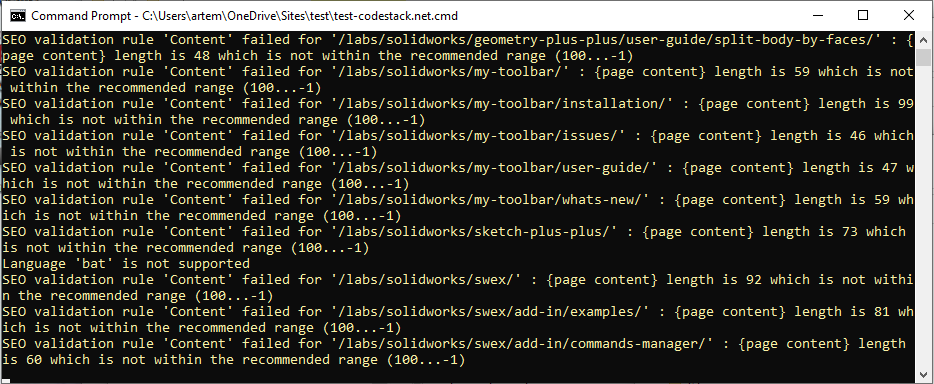 Command Prompt - C:\Users\artem\OneDrive\Sites\test\test-codestack.net.cmd
SEO validation rule 'Content' failed for '/labs/solidworks/geometry-plus-plus/user-guide/split-body-by-faces/' : {
page content} length is 48 which is not within the recommended range (100...-1)
SEO validation rule 'Content' failed for '/labs/solidworks/my-toolbar/' : {page content} length is 59 which is not
 within the recommended range (100...-1)
SEO validation rule 'Content' failed for '/labs/solidworks/my-toolbar/installation/' : {page content} length is 99
 which is not within the recommended range (100...-1)
SEO validation rule 'Content' failed for '/labs/solidworks/my-toolbar/issues/' : {page content} length is 46 which
 is not within the recommended range (100...-1)
SEO validation rule 'Content' failed for '/labs/solidworks/my-toolbar/user-guide/' : {page content} length is 47 w
hich is not within the recommended range (100...-1)
SEO validation rule 'Content' failed for '/labs/solidworks/my-toolbar/whats-new/' : {page content} length is 59 wh
ich is not within the recommended range (100...-1)
SEO validation rule 'Content' failed for '/labs/solidworks/sketch-plus-plus/' : {page content} length is 73 which 
is not within the recommended range (100...-1)
Language 'bat' is not supported
SEO validation rule 'Content' failed for '/labs/solidworks/swex/' : {page content} length is 92 which is not withi
n the recommended range (100...-1)
SEO validation rule 'Content' failed for '/labs/solidworks/swex/add-in/examples/' : {page content} length is 81 wh
ich is not within the recommended range (100...-1)
SEO validation rule 'Content' failed for '/labs/solidworks/swex/add-in/commands-manager/' : {page content} length 
is 60 which is not within the recommended range (100...-1)